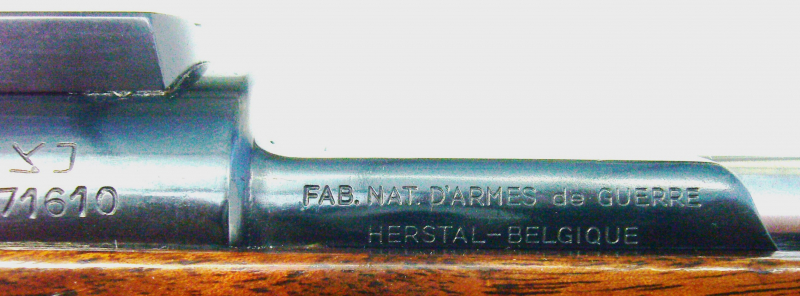 71610
FAB. NAT. D'ARMES de GUERRE
HERSTAL-BELGIQUE